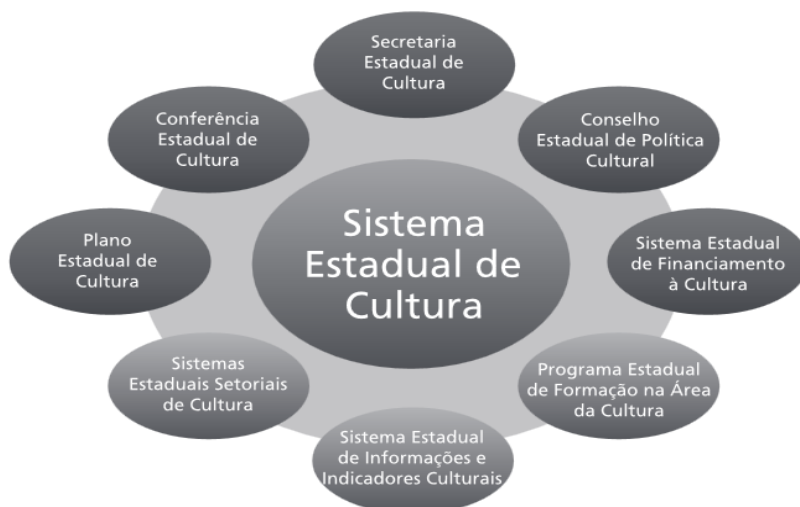 Secretaria
Estadual de
Cultura
Conferência
Estadual de
Cultura
Conselho
Estadual de Política
Cultural
Sistema
Estadual de
Cultura
Plano
Estadual de
Cultura
Sistema Estadual
de Financiamento
à Cultura
Sistemas
Estaduais Setoriais
de Cultura
Programa Estadual
de Formação na Área
da Cultura
Sistema Estadual
de Informações e
Indicadores Culturais